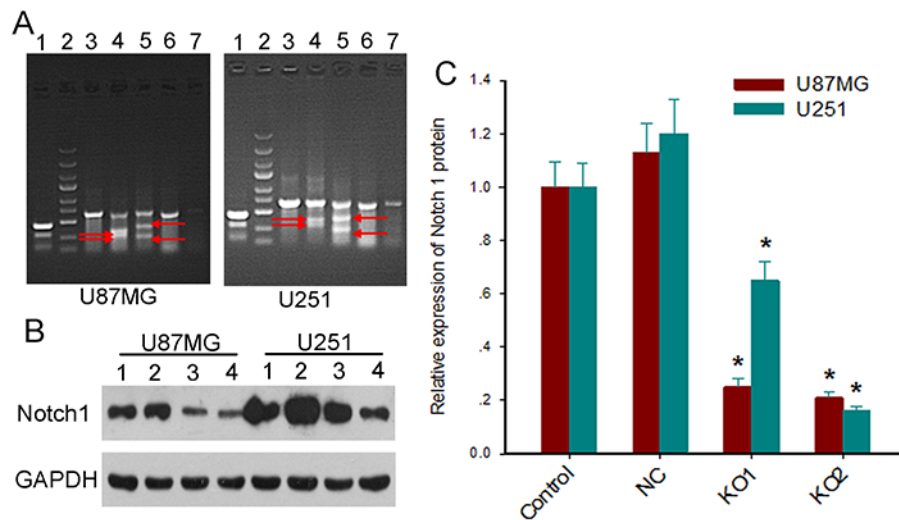 A
1 2 3 4 5 6 7
1 2 3 4 5 6 7
U87MG
U251
B
U87MG
U251
1 2 3 4 1 2 3 4
Notch1
GAPDH
C
U87MG
U251
Relative expression of Notch 1 protein
1.4
1.2
1.0
.8
.6
.4
.2
0.0
*
*
*
*
Control
NC
KO1
KO2